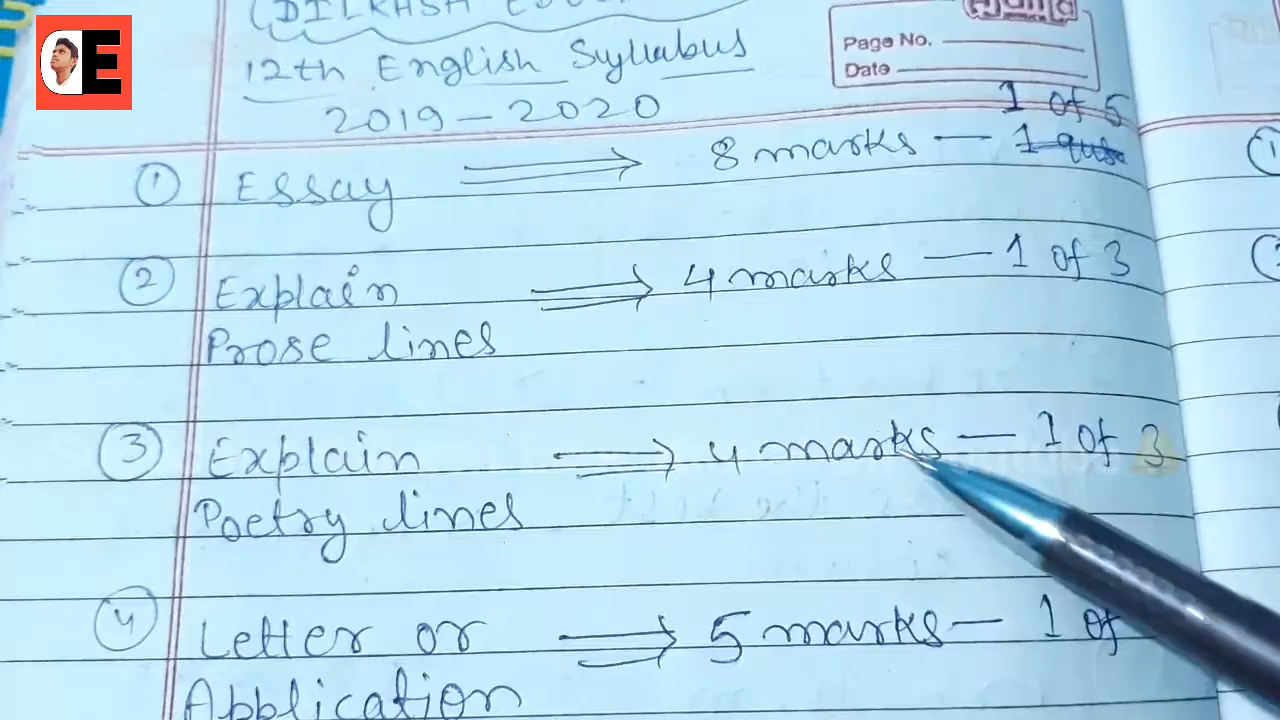 (DILKASH
12th English Syllabus
2019 - 2020
Page No.
Date
CE
1 of 5
① Essay ⟹ 8 marks — 1 ques
② Explain ⟹ 4 marks — 1 of 3
Prose lines
③ Explain ⟹ 4 marks — 1 of 3
Poetry lines
④ Letter or ⟹ 5 marks — 1 of
Application